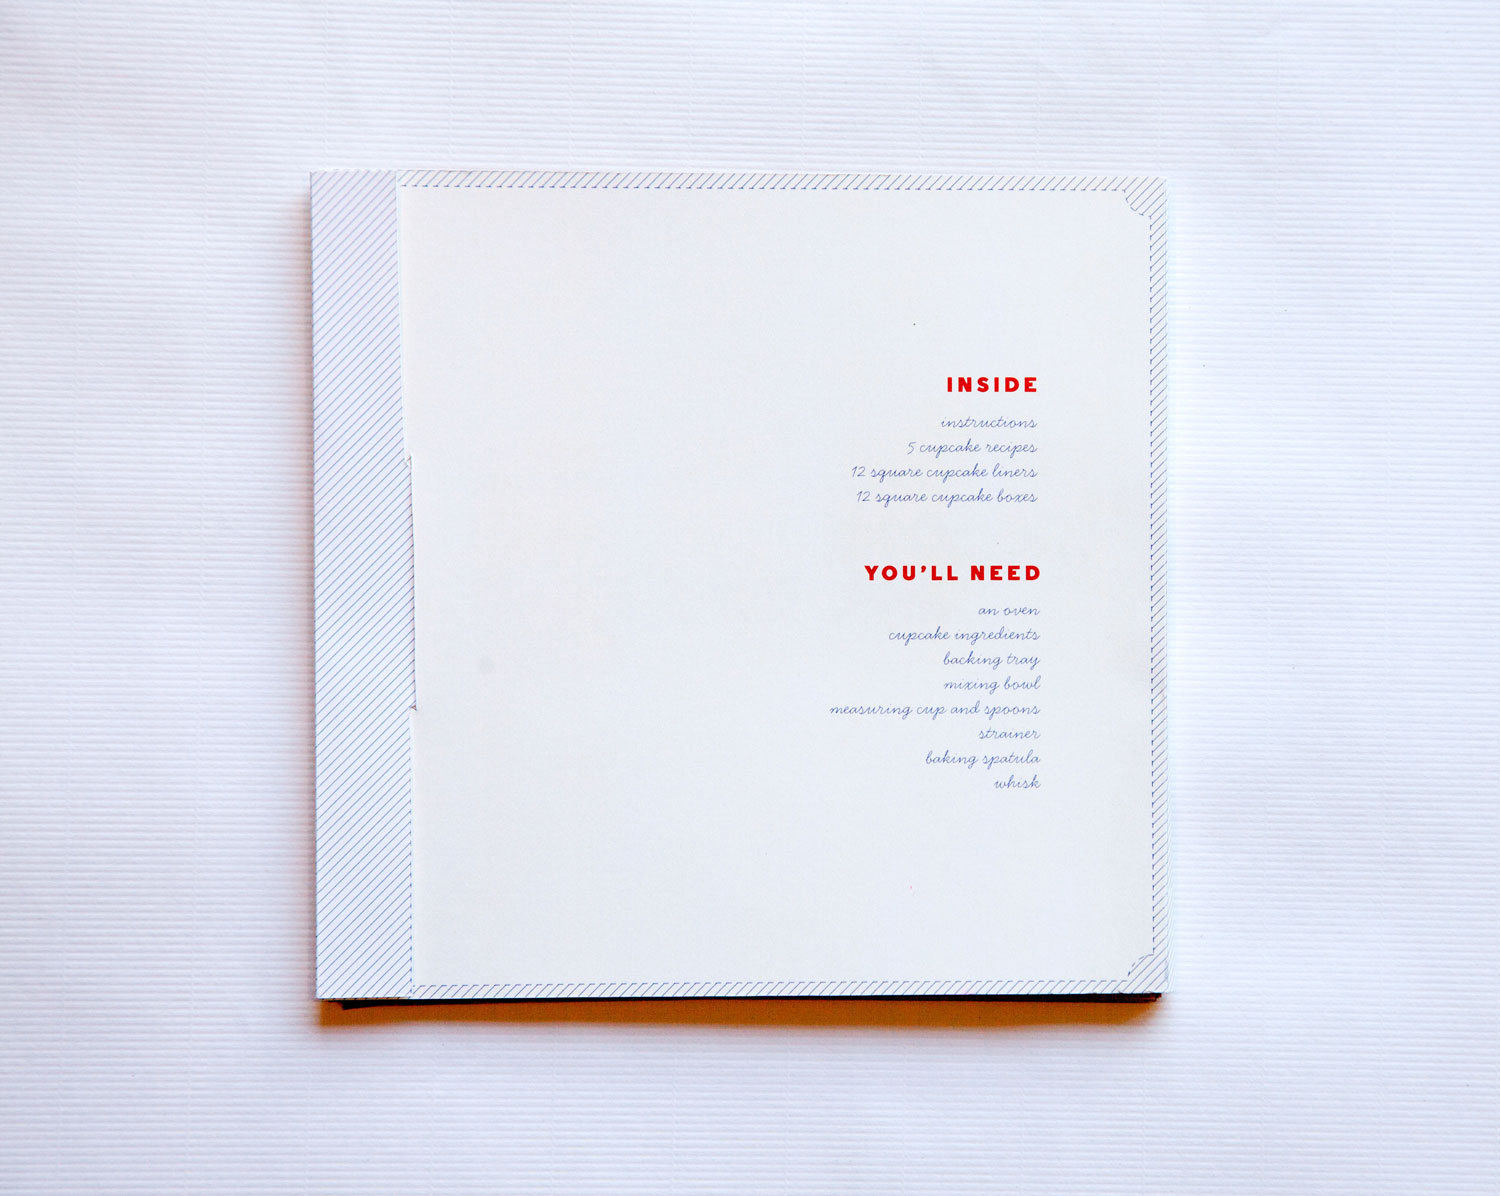 INSIDE
instructions
5 cupcake recipes
12 square cupcake liners
12 square cupcake boxes
YOU'LL NEED
an oven
cupcake ingredients
backing tray
mixing bowl
measuring cup and spoons
strainer
baking spatula
whisk